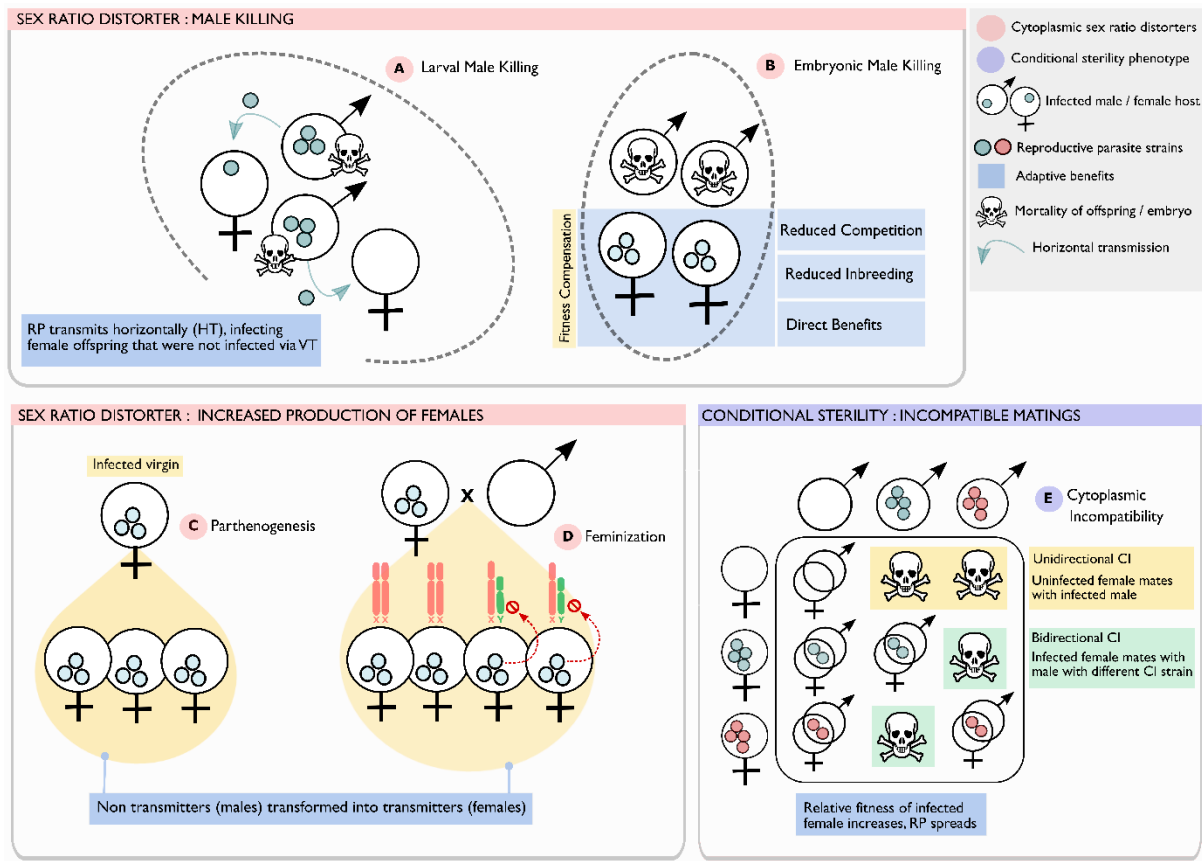 SEX RATIO DISTORTER : MALE KILLING
A Larval Male Killing
B Embryonic Male Killing
Fitness Compensation
Reduced Competition
Reduced Inbreeding
Direct Benefits
RP transmits horizontally (HT), infecting
female offspring that were not infected via VT
Cytoplasmic sex ratio distorters
Conditional sterility phenotype
Infected male / female host
Reproductive parasite strains
Adaptive benefits
Mortality of offspring / embryo
Horizontal transmission
SEX RATIO DISTORTER : INCREASED PRODUCTION OF FEMALES
Infected virgin
C Parthenogenesis
X
D Feminization
X X
X X
X Y
X Y
Non transmitters (males) transformed into transmitters (females)
CONDITIONAL STERILITY : INCOMPATIBLE MATINGS
E Cytoplasmic
Incompatibility
Unidirectional CI
Uninfected female mates
with infected male
Bidirectional CI
Infected female mates with
male with different CI strain
Relative fitness of infected
female increases, RP spreads